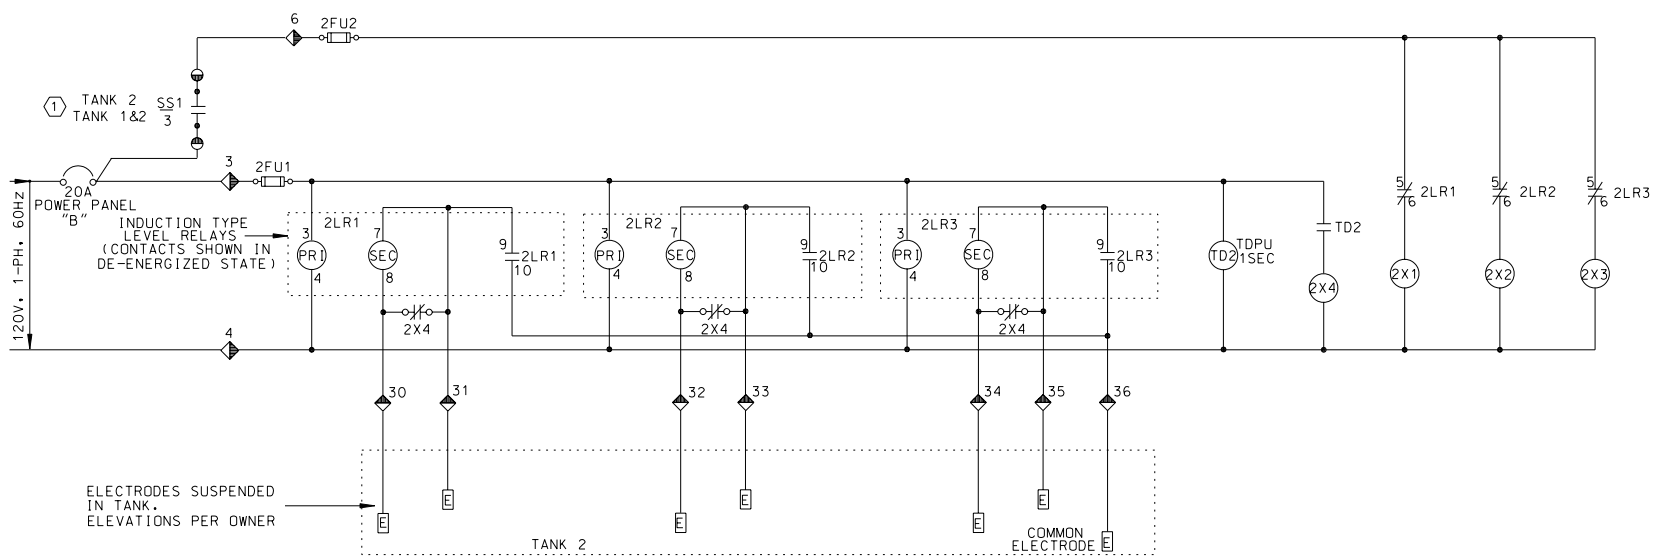 6
2FU2
1
TANK 2
TANK 1&2
SS1
3
3
2FU1
20A
POWER PANEL
"B"
120V. 1-PH. 60Hz
INDUCTION TYPE
LEVEL RELAYS
(CONTACTS SHOWN IN
DE-ENERGIZED STATE)
2LR1
3
PRI
4
7
SEC
8
9
2LR1
10
2X4
2LR2
3
PRI
4
7
SEC
8
9
2LR2
10
2X4
2LR3
3
PRI
4
7
SEC
8
9
2LR3
10
2X4
TD2
TDPU
1SEC
TD2
2X4
5
6
2LR1
2X1
5
6
2LR2
2X2
5
6
2LR3
2X3
4
30
31
32
33
34
35
36
ELECTRODES SUSPENDED
IN TANK.
ELEVATIONS PER OWNER
E
E
E
E
E
E
COMMON
ELECTRODE
E
TANK 2